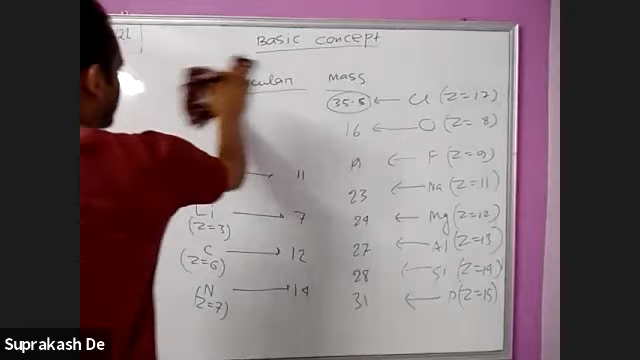 Basic concept
cular Mass
35.5 ← Cl (Z=17)
16 ← O (Z=8)
← F (Z=9)
→ 11
23 ← Na (Z=11)
Li → 7
(Z=3)
24 ← Mg (Z=12)
C → 12
(Z=6)
27 ← Al (Z=13)
28 ← Si (Z=14)
N → 14
(Z=7)
31 ← P (Z=15)
Suprakash De